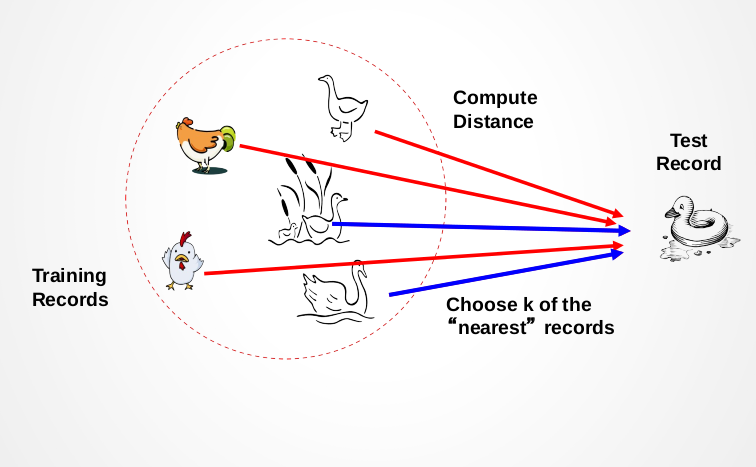 Compute
Distance
Test
Record
Training
Records
Choose k of the
“nearest” records